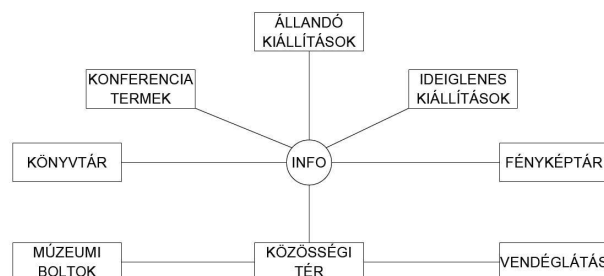 ÁLLANDÓ
KIÁLLÍTÁSOK
KONFERENCIA
TERMEK
IDEIGLENES
KIÁLLÍTÁSOK
KÖNYVTÁR
INFO
FÉNYKÉPTÁR
MÚZEUMI
BOLTOK
KÖZÖSSÉGI
TÉR
VENDÉGLÁTÁS